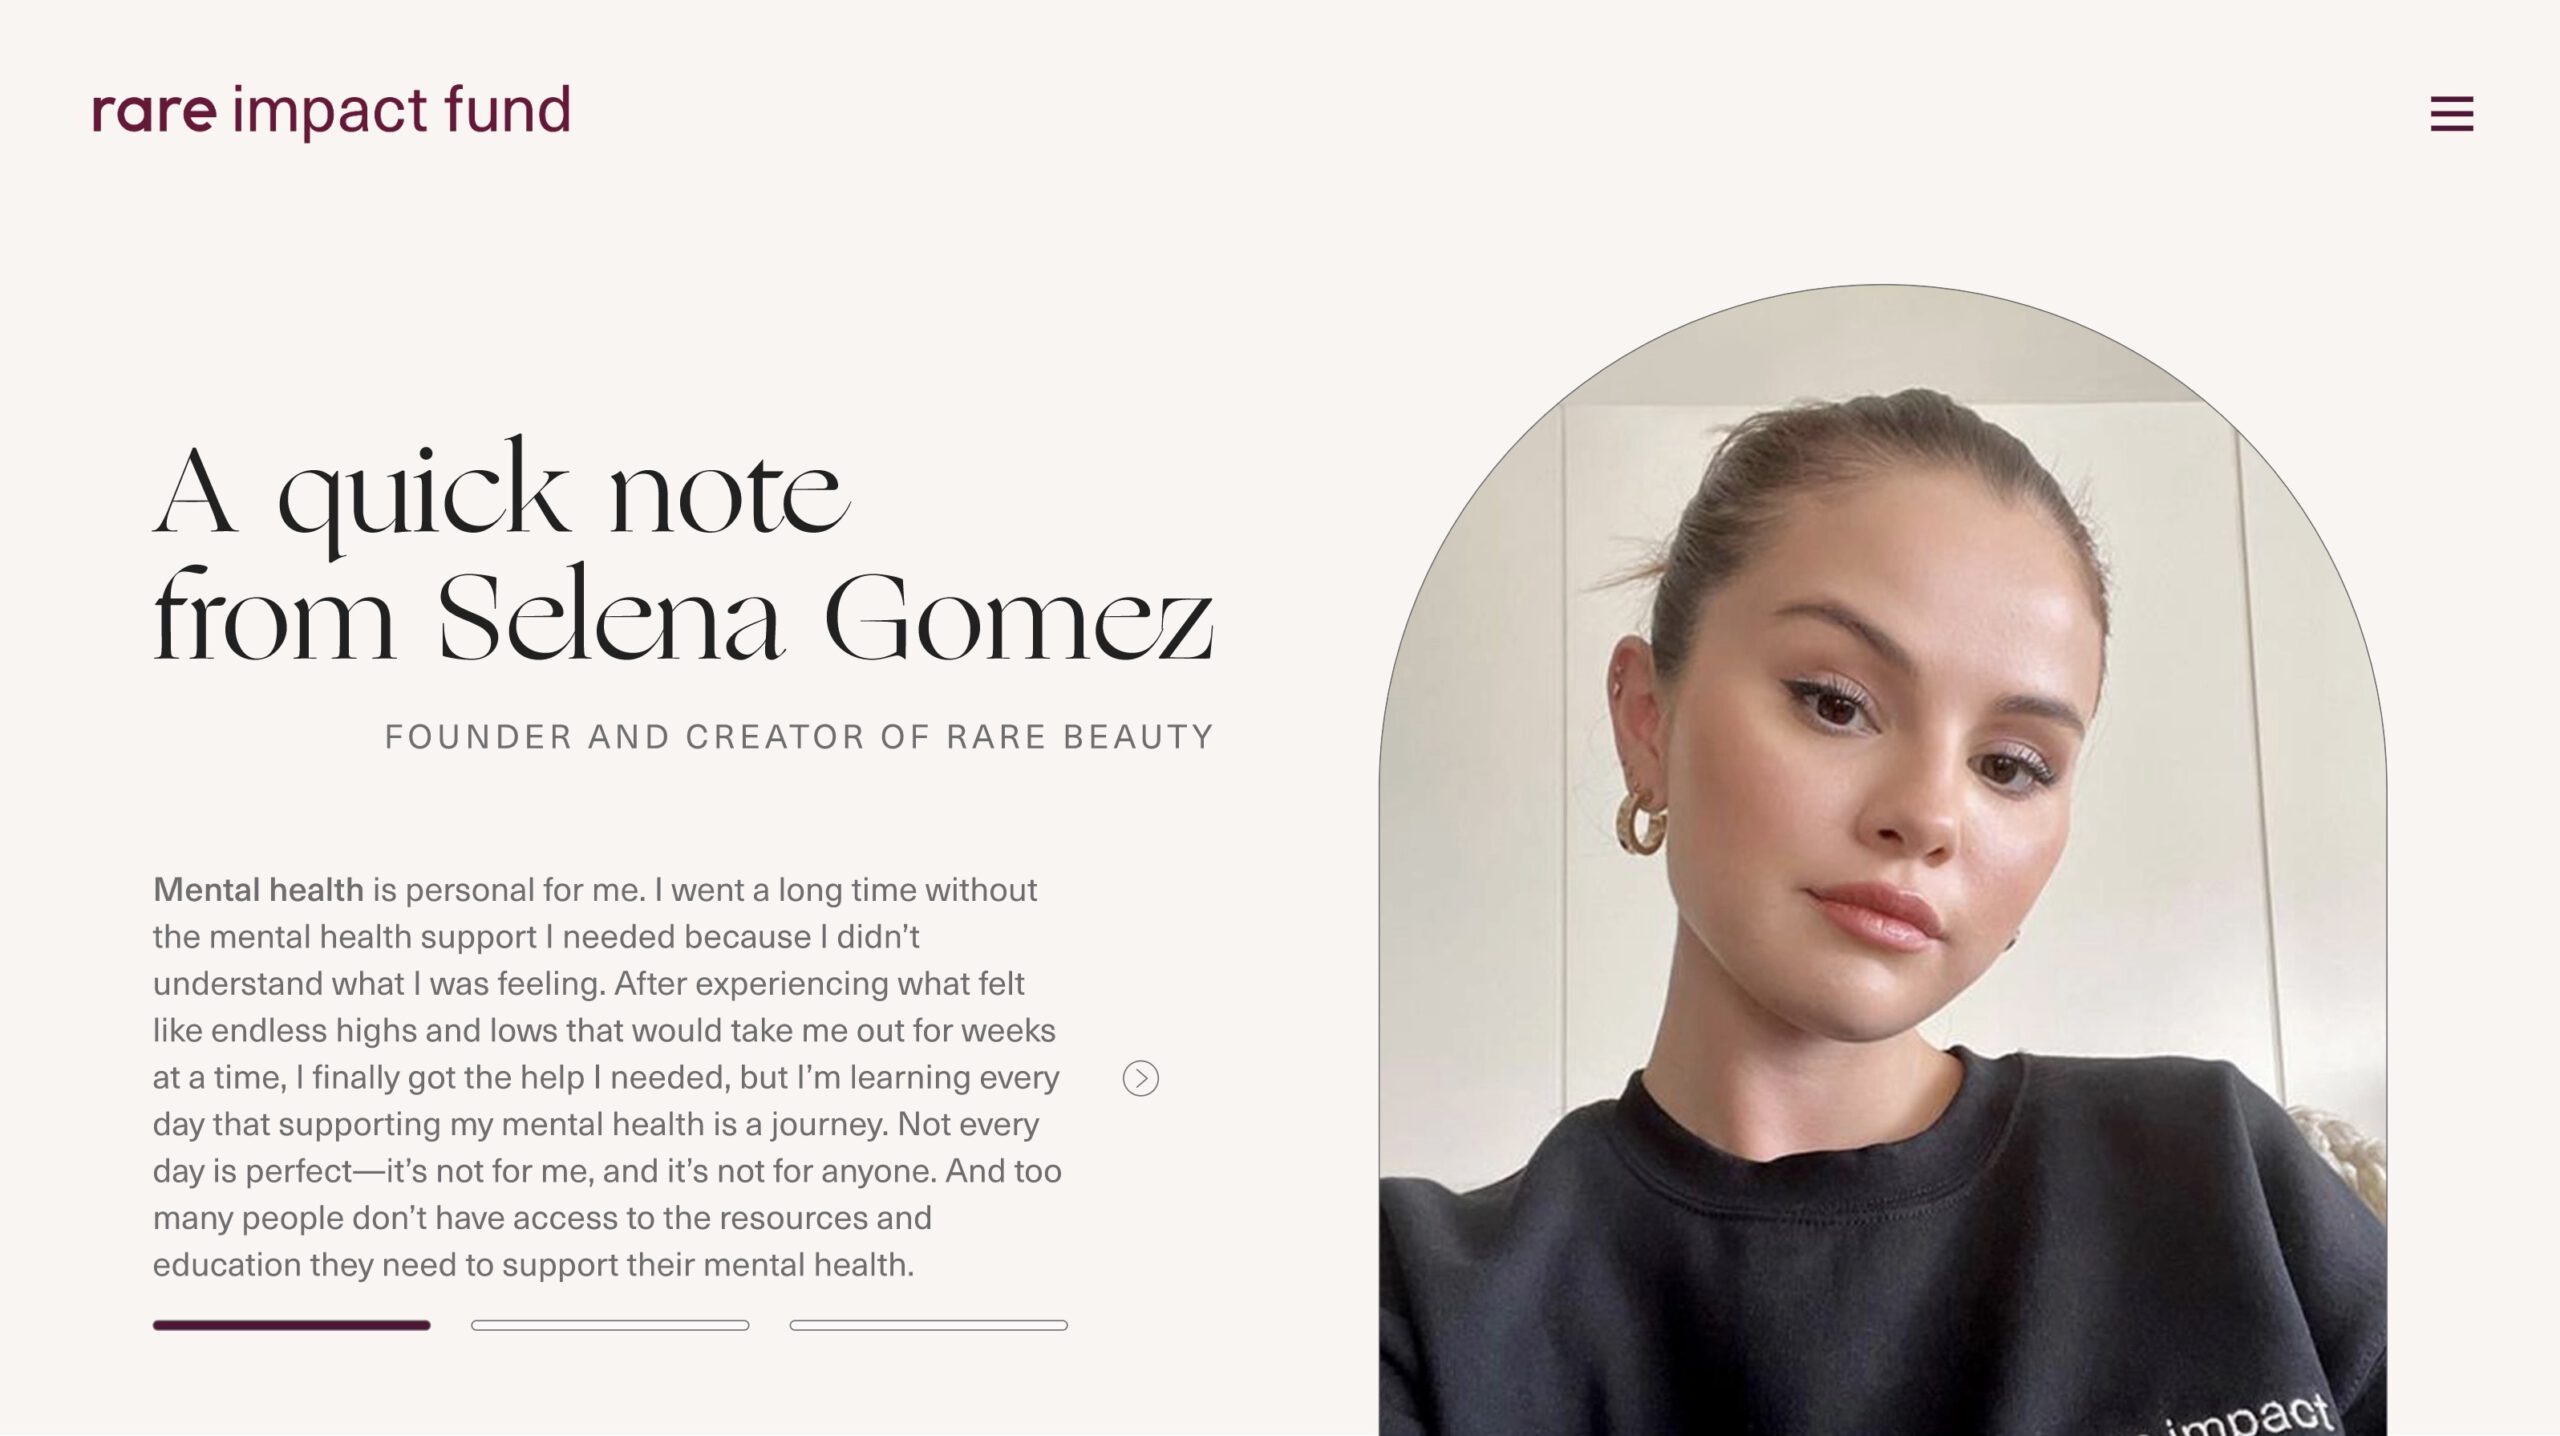 rare impact fund
A quick note
from Selena Gomez
FOUNDER AND CREATOR OF RARE BEAUTY
Mental health is personal for me. I went a long time without
the mental health support I needed because I didn’t
understand what I was feeling. After experiencing what felt
like endless highs and lows that would take me out for weeks
at a time, I finally got the help I needed, but I’m learning every
day that supporting my mental health is a journey. Not every
day is perfect—it’s not for me, and it’s not for anyone. And too
many people don’t have access to the resources and
education they need to support their mental health.
impact